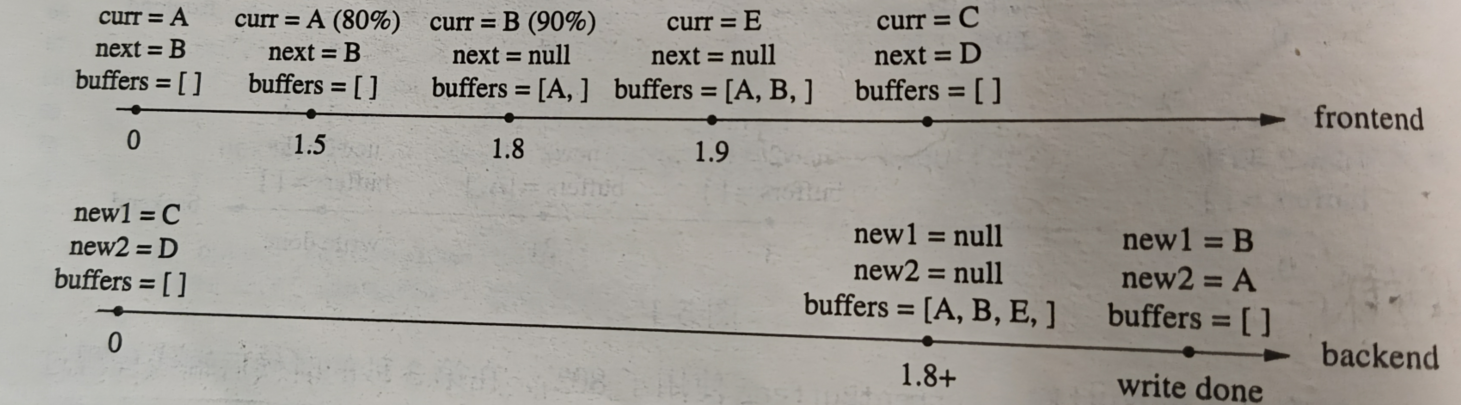 curr = A
next = B
buffers = [ ]
curr = A (80%)
next = B
buffers = [ ]
curr = B (90%)
next = null
buffers = [A, ]
curr = E
next = null
buffers = [A, B, ]
curr = C
next = D
buffers = [ ]
frontend
0
1.5
1.8
1.9
new1 = C
new2 = D
buffers = [ ]
new1 = null
new2 = null
buffers = [A, B, E, ]
new1 = B
new2 = A
buffers = [ ]
backend
0
1.8+
write done